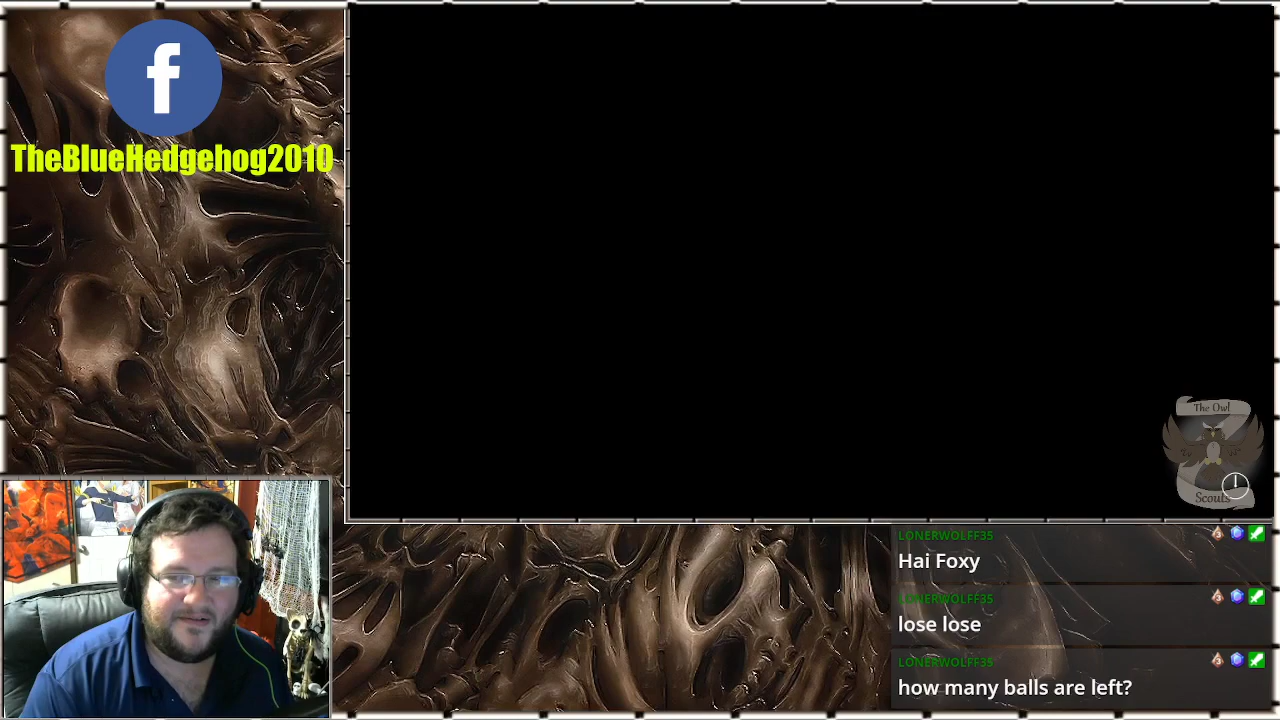 f
TheBlueHedgehog2010
The Owl
Scouts
LONERWOLFF35
Hai Foxy
LONERWOLFF35
lose lose
LONERWOLFF35
how many balls are left?